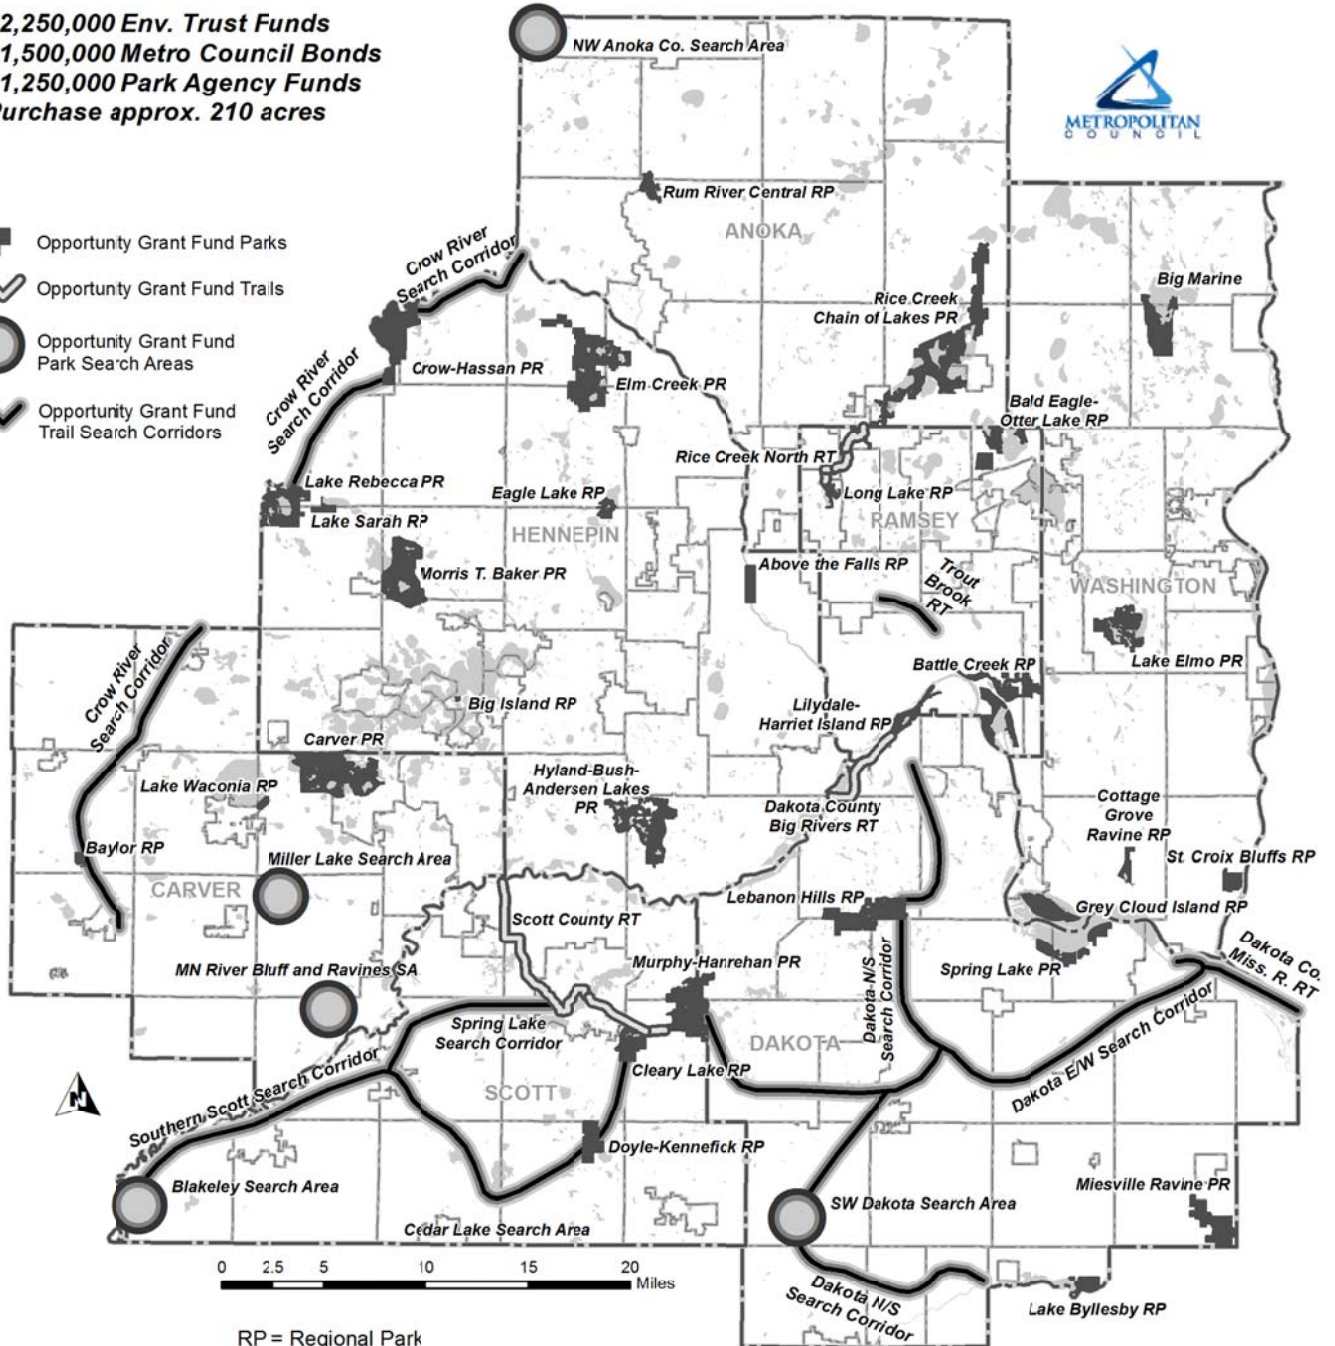 2,250,000 Env. Trust Funds
1,500,000 Metro Council Bonds
1,250,000 Park Agency Funds
Purchase approx. 210 acres
NW Anoka Co. Search Area
METROPOLITAN
COUNCIL
Opportunity Grant Fund Parks
Opportunity Grant Fund Trails
Opportunity Grant Fund
Park Search Areas
Opportunity Grant Fund
Trail Search Corridors
Rum River Central RP
ANOKA
Crow River
Search Corridor
Big Marine
Rice Creek
Chain of Lakes PR
Crow-Hassan PR
Elm Creek PR
Crow River
Search Corridor
Bald Eagle-
Otter Lake RP
Rice Creek North RT
Lake Rebecca PR
Eagle Lake RP
Long Lake RP
Lake Sarah RP
HENNEPIN
RAMSEY
Morris T. Baker PR
Above the Falls RP
Trout
Brook
RT
WASHINGTON
Crow River
Search Corridor
Battle Creek RP
Lake Elmo PR
Big Island RP
Lilydale-
Harriet Island RP
Carver PR
Lake Waconia RP
Hyland-Bush-
Andersen Lakes
PR
Dakota County
Big Rivers RT
Cottage
Grove
Ravine RP
Baylor RP
Miller Lake Search Area
St. Croix Bluffs RP
CARVER
Lebanon Hills RP
Grey Cloud Island RP
Scott County RT
MN River Bluff and Ravines SA
Murphy-Hanrehan PR
Dakota-N/S
Search Corridor
Spring Lake PR
Dakota Co.
Miss. R. RT
Spring Lake
Search Corridor
DAKOTA
Dakota E/W Search Corridor
N
Southern Scott Search Corridor
SCOTT
Cleary Lake RP
Doyle-Kennefick RP
Blakeley Search Area
SW Dakota Search Area
Miesville Ravine PR
Cedar Lake Search Area
0 2.5 5 10 15 20
Miles
Dakota N/S
Search Corridor
Lake Byllesby RP
RP = Regional Park